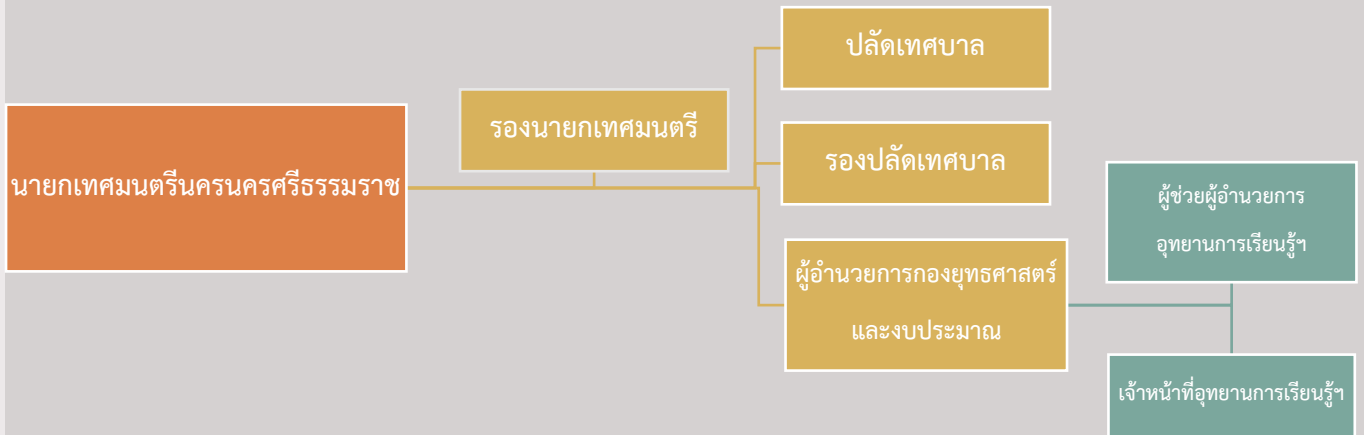 นายกเทศมนตรีนครนครศรีธรรมราช
รองนายกเทศมนตรี
ปลัดเทศบาล
รองปลัดเทศบาล
ผู้อำนวยการกองยุทธศาสตร์
และงบประมาณ
ผู้ช่วยผู้อำนวยการ
อุทยานการเรียนรู้ฯ
เจ้าหน้าที่อุทยานการเรียนรู้ฯ